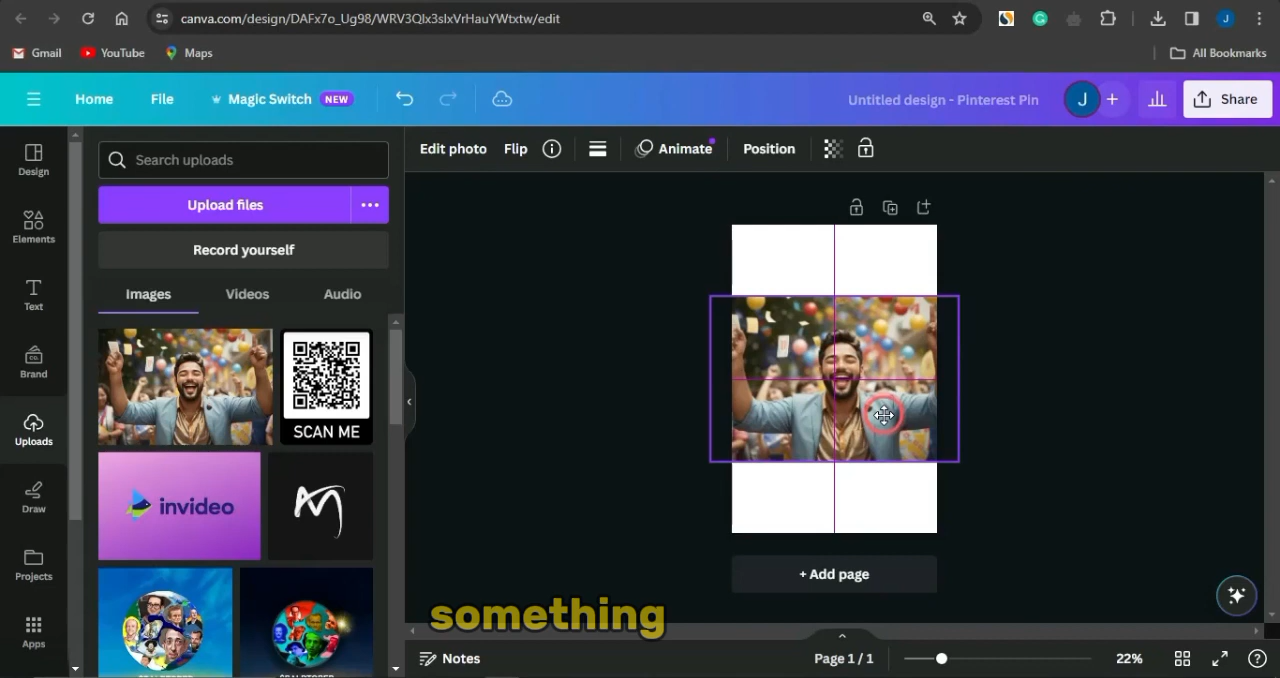 canva.com/design/DAFx7o_Ug98/WRV3QIx3slxVrHauYWtxtw/edit
Gmail YouTube Maps All Bookmarks
Home File Magic Switch NEW Untitled design - Pinterest Pin J + Share
Design
Elements
Text
Brand
Uploads
Draw
Projects
Apps
Search uploads
Upload files
Record yourself
Images Videos Audio
SCAN ME
invideo
Edit photo Flip Animate Position
+ Add page
something
Notes Page 1 / 1 22%